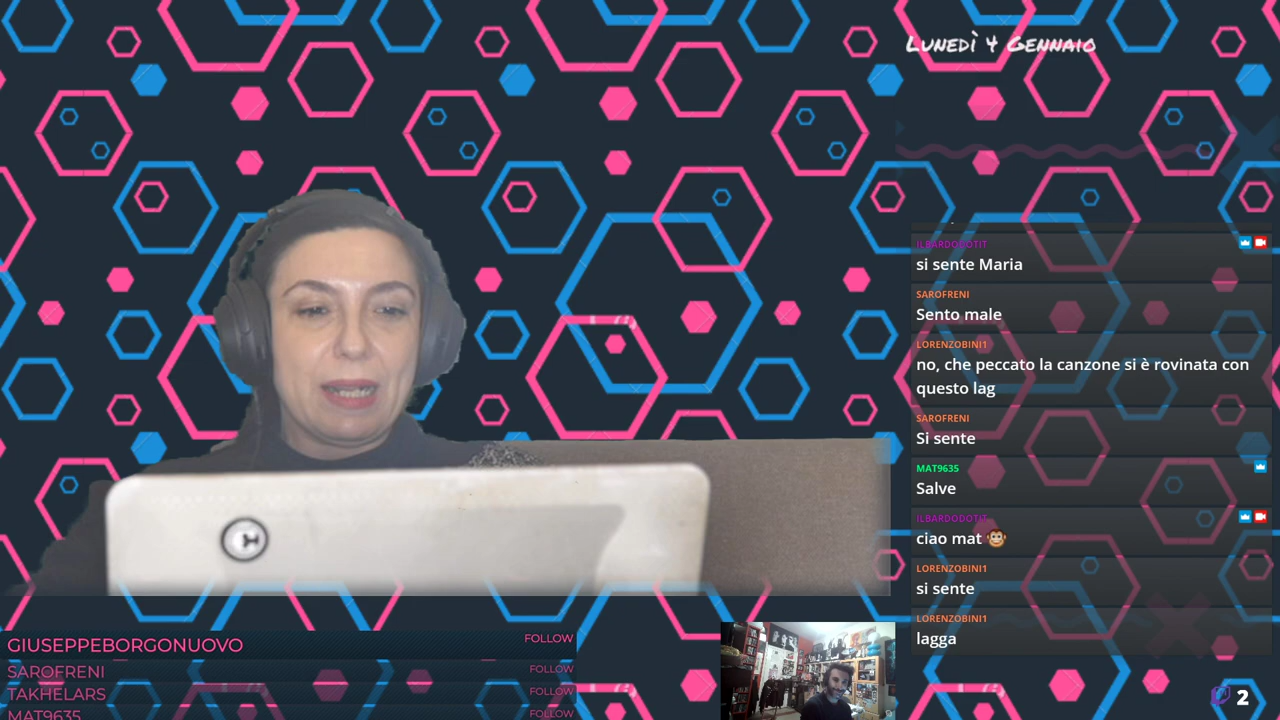 Lunedì 4 Gennaio
ILBARDODOTIT
si sente Maria
SAROFRENI
Sento male
LORENZOBINI1
no, che peccato la canzone si è rovinata con
questo lag
SAROFRENI
Si sente
MAT9635
Salve
ILBARDODOTIT
ciao mat 🐵
LORENZOBINI1
si sente
LORENZOBINI1
lagga
GIUSEPPEBORGONUOVO FOLLOW
SAROFRENI FOLLOW
TAKHELARS FOLLOW
MAT9635 FOLLOW
2